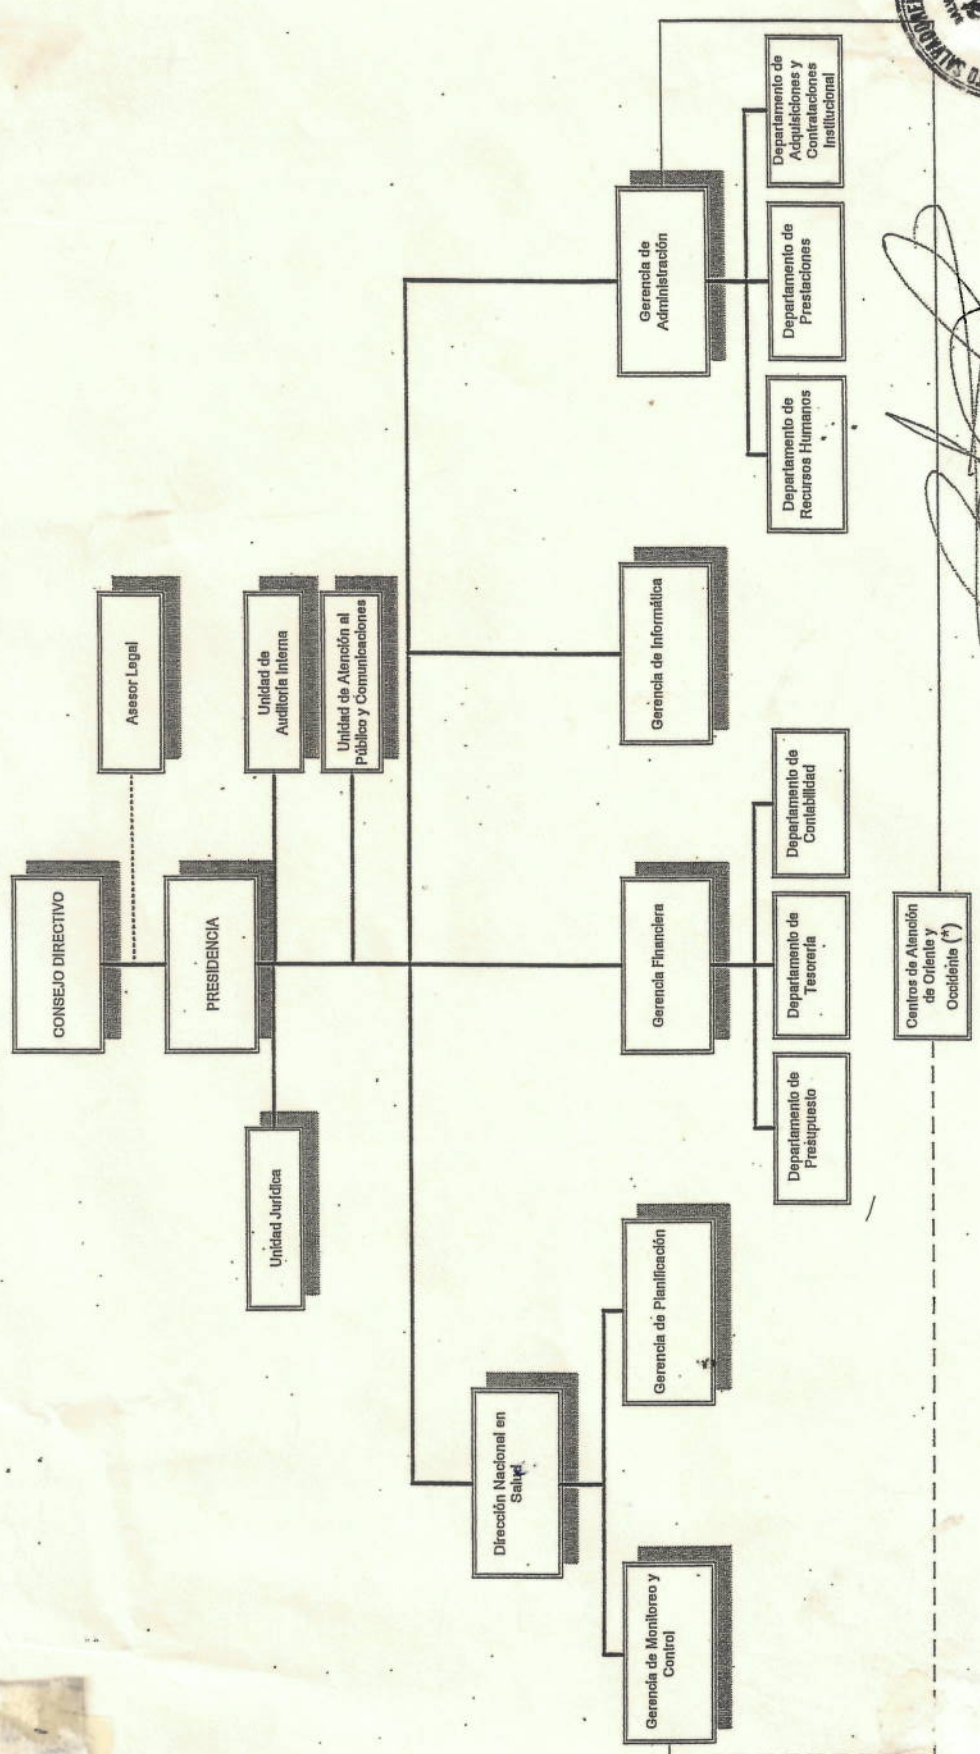 CONSEJO DIRECTIVO
Asesor Legal
PRESIDENCIA
Unidad Jurídica
Unidad de
Auditoría Interna
Unidad de Atención al
Público y Comunicaciones
Dirección Nacional en
Salud
Gerencia de Monitoreo y
Control
Gerencia de Planificación
Gerencia Financiera
Gerencia de Informática
Gerencia de
Administración
Departamento de
Presupuesto
Departamento de
Tesorería
Departamento de
Contabilidad
Departamento de
Recursos Humanos
Departamento de
Prestaciones
Departamento de
Adquisiciones y
Contrataciones
Institucional
Centros de Atención
de Oriente y
Occidente (*)